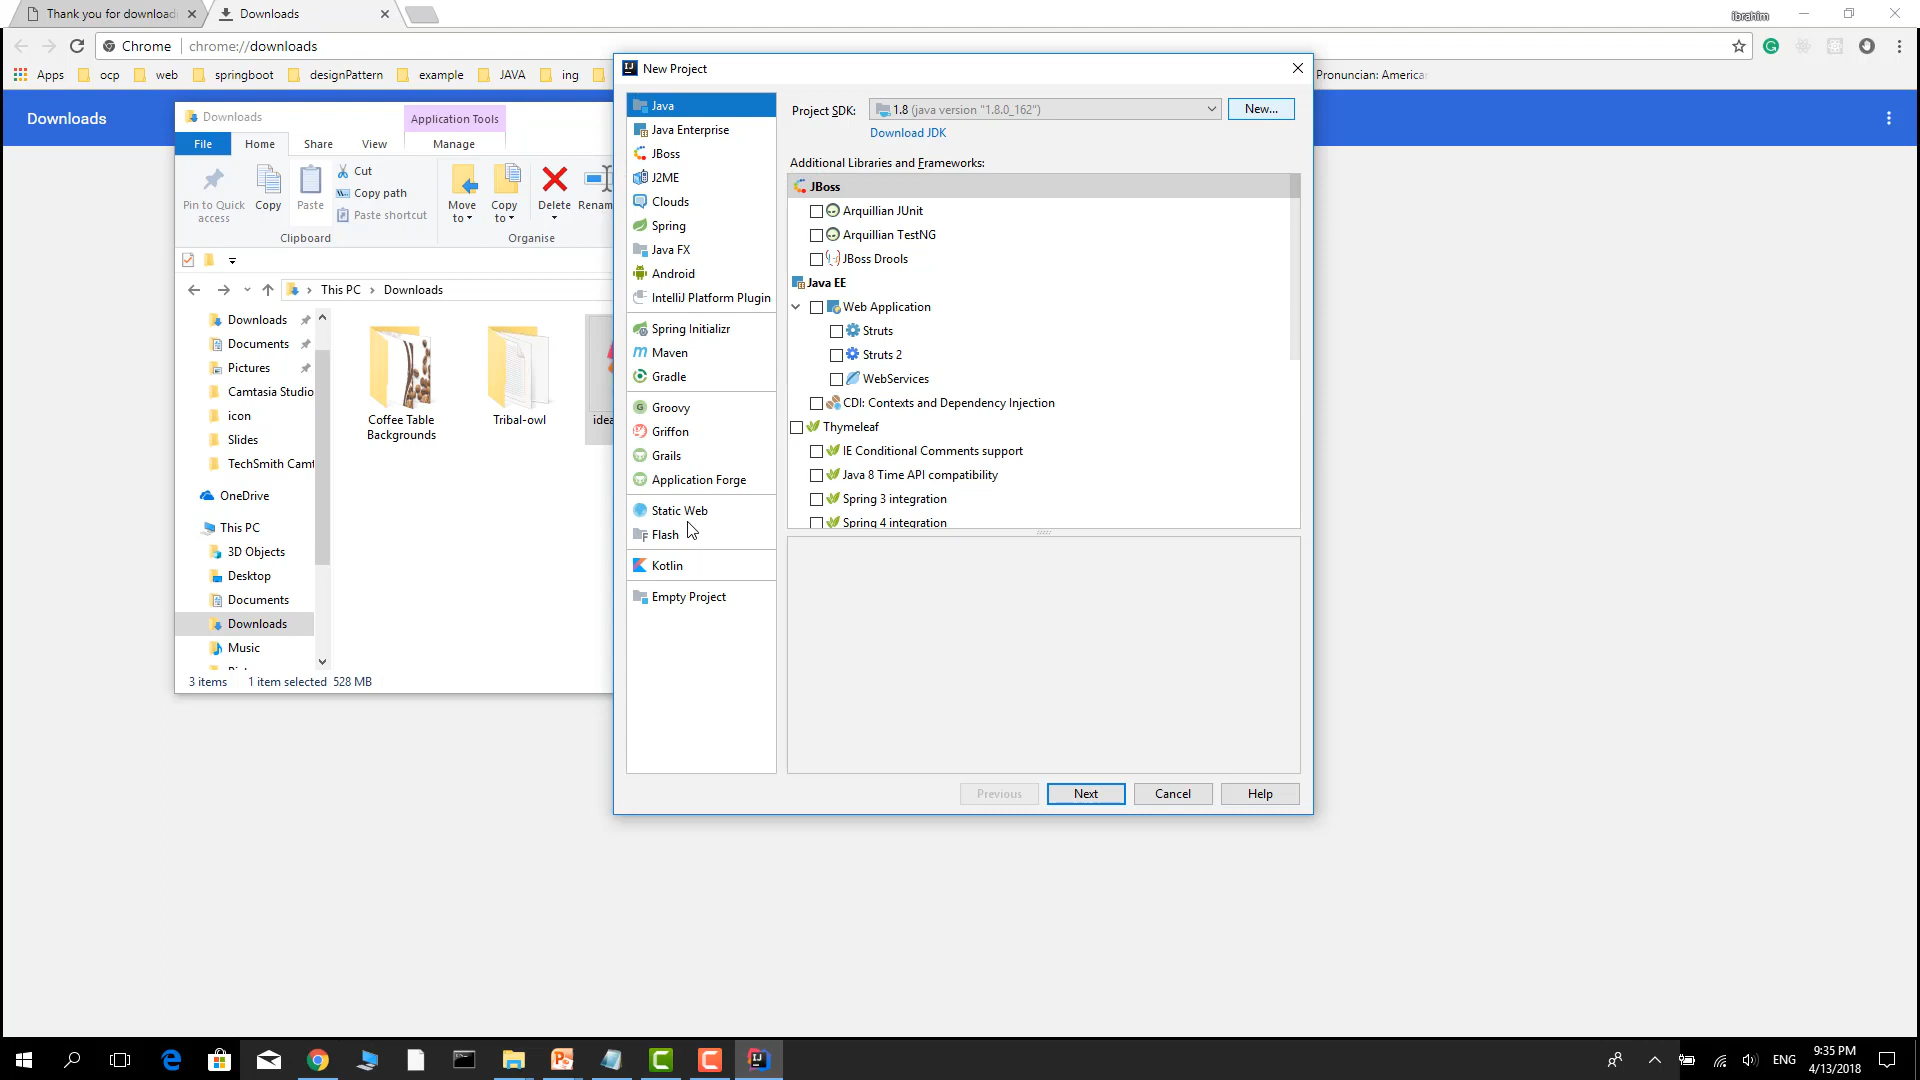 Thank you for downloadi
Downloads
ibrahim
Chrome
chrome://downloads
Apps
ocp
web
springboot
designPattern
example
JAVA
ing
Pronuncian: America
Downloads
Downloads
Application Tools
File
Home
Share
View
Manage
Pin to Quick
access
Copy
Paste
Cut
Copy path
Paste shortcut
Clipboard
Move
to
Copy
to
Delete
Renam
Organise
This PC
Downloads
Downloads
Documents
Pictures
Camtasia Studio
icon
Slides
TechSmith Camt
OneDrive
This PC
3D Objects
Desktop
Documents
Downloads
Music
Coffee Table
Backgrounds
Tribal-owl
idea
3 items
1 item selected 528 MB
New Project
Java
Java Enterprise
JBoss
J2ME
Clouds
Spring
Java FX
Android
IntelliJ Platform Plugin
Spring Initializr
Maven
Gradle
Groovy
Griffon
Grails
Application Forge
Static Web
Flash
Kotlin
Empty Project
Project SDK:
1.8 (java version "1.8.0_162")
New...
Download JDK
Additional Libraries and Frameworks:
JBoss
Arquillian JUnit
Arquillian TestNG
JBoss Drools
Java EE
Web Application
Struts
Struts 2
WebServices
CDI: Contexts and Dependency Injection
Thymeleaf
IE Conditional Comments support
Java 8 Time API compatibility
Spring 3 integration
Spring 4 integration
Previous
Next
Cancel
Help
ENG
9:35 PM
4/13/2018